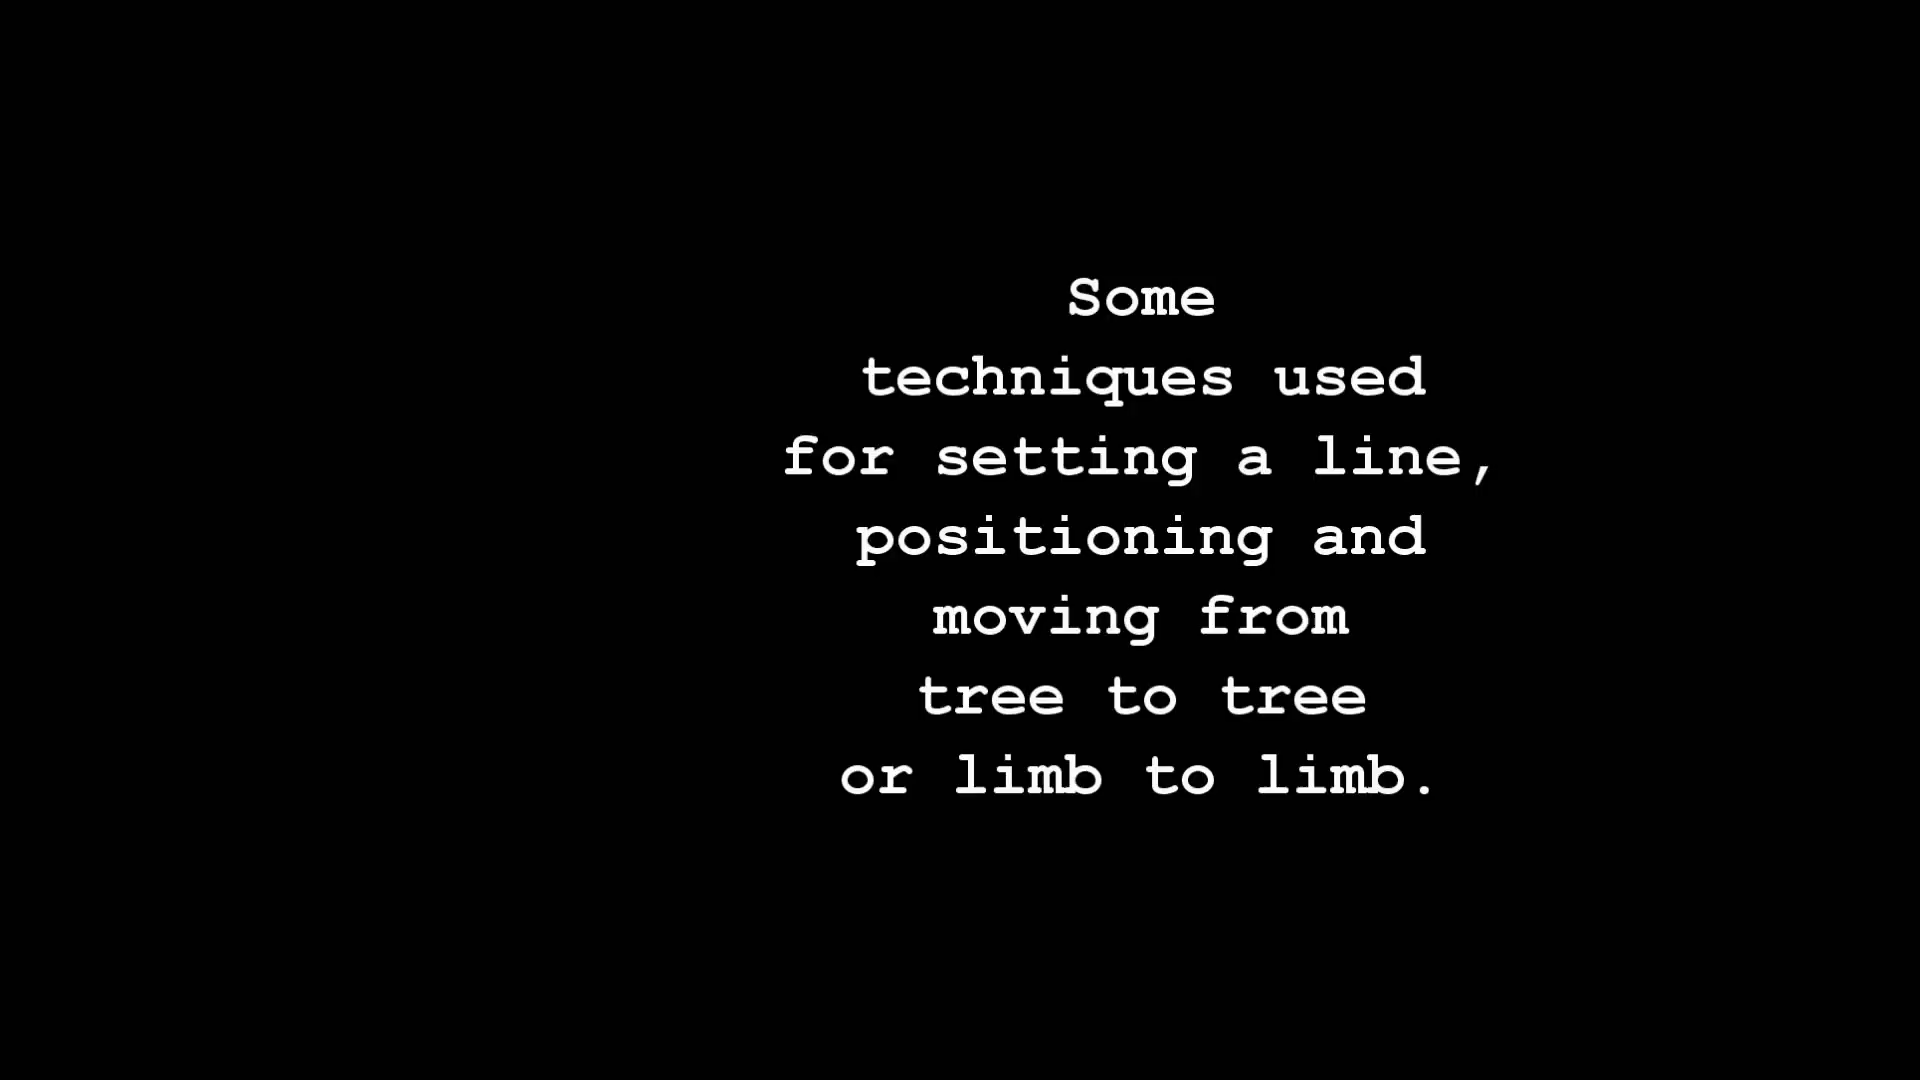 Some
techniques used
for setting a line,
positioning and
moving from
tree to tree
or limb to limb.